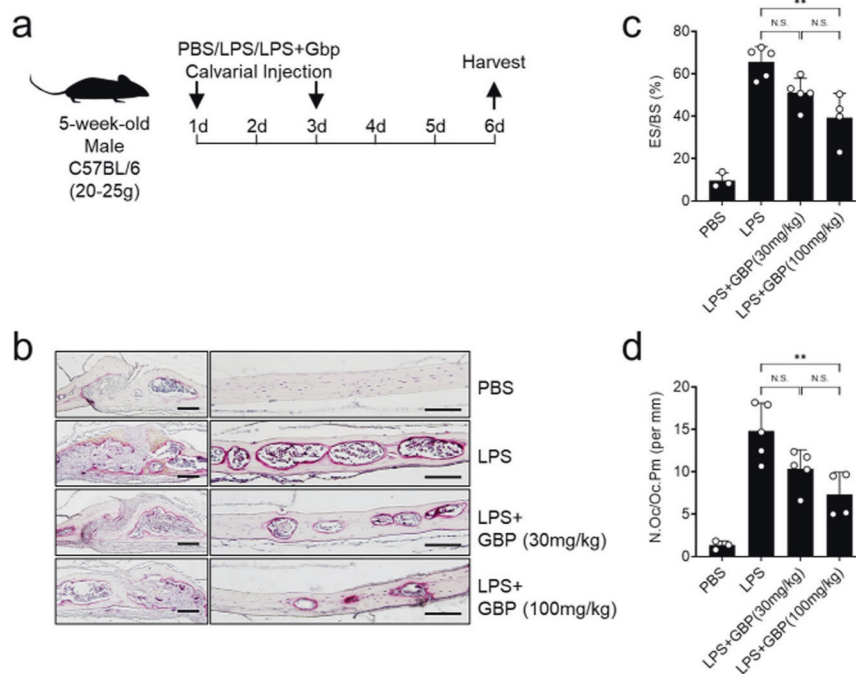 a
PBS/LPS/LPS+Gbp
Calvarial Injection
Harvest
5-week-old
Male
C57BL/6
(20-25g)
1d 2d 3d 4d 5d 6d
b
PBS
LPS
LPS+
GBP (30mg/kg)
LPS+
GBP (100mg/kg)
c
**
N.S. N.S.
ES/BS (%)
80
60
40
20
0
PBS
LPS
LPS+GBP(30mg/kg)
LPS+GBP(100mg/kg)
d
**
N.S. N.S.
N.Oc/Oc.Pm (per mm)
20
15
10
5
0
PBS
LPS
LPS+GBP(30mg/kg)
LPS+GBP(100mg/kg)